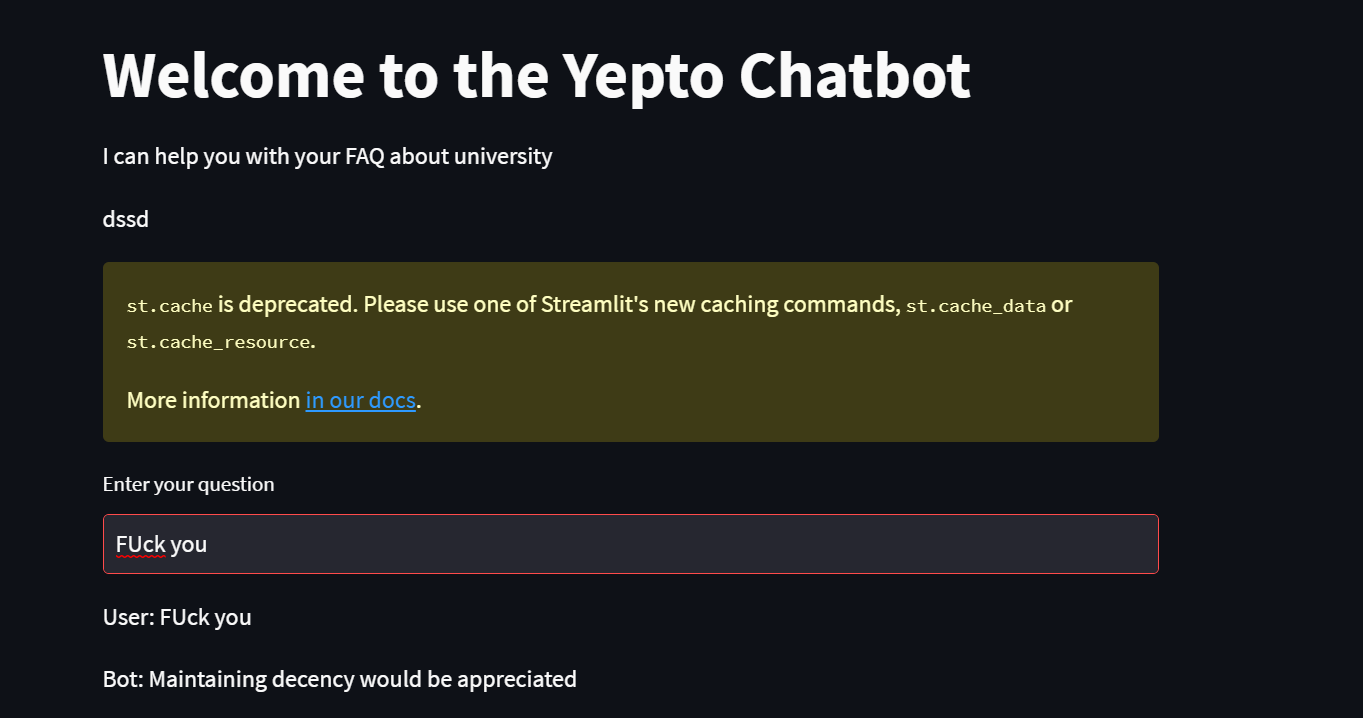 Welcome to the Yepto Chatbot
I can help you with your FAQ about university
dssd
st.cache is deprecated. Please use one of Streamlit's new caching commands, st.cache_data or
st.cache_resource.
More information in our docs.
Enter your question
FUck you
User: FUck you
Bot: Maintaining decency would be appreciated